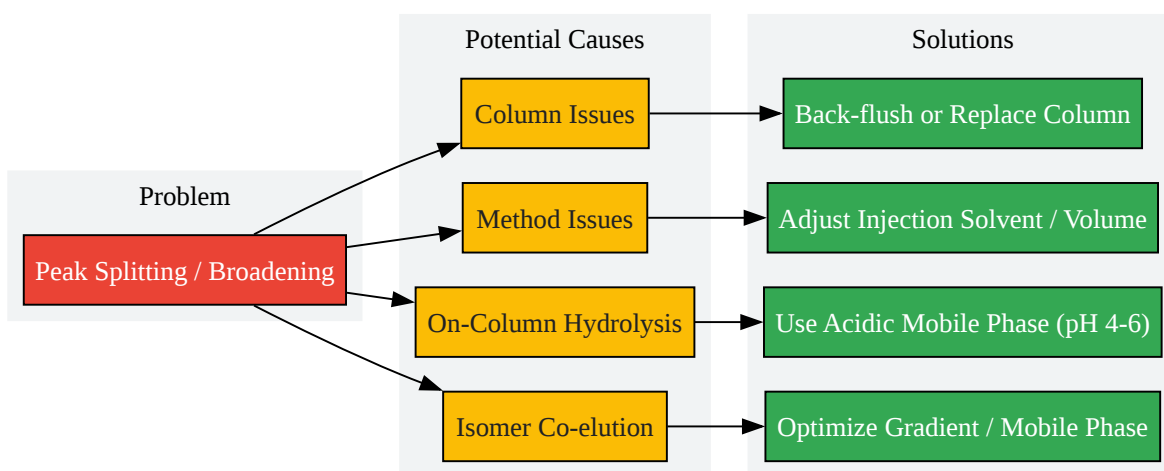 Problem
Peak Splitting / Broadening
Potential Causes
Column Issues
Method Issues
On-Column Hydrolysis
Isomer Co-elution
Solutions
Back-flush or Replace Column
Adjust Injection Solvent / Volume
Use Acidic Mobile Phase (pH 4-6)
Optimize Gradient / Mobile Phase